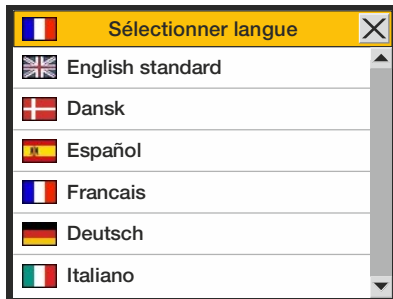 Sélectionner langue
English standard
Dansk
Español
Francais
Deutsch
Italiano